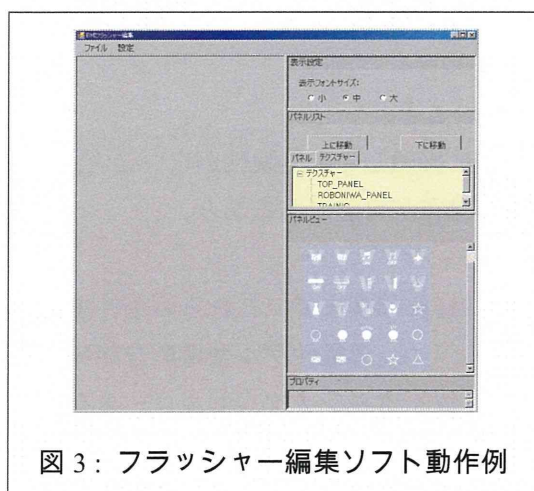 ファイル 設定
表示設定
表示フォントサイズ:
小 中 大
パネルリスト
上に移動 下に移動
パネル テクスチャー
テクスチャー
TOP_PANEL
ROBONIWA_PANEL
パネルビュー
プロパティ
図3: フラッシャー編集ソフト動作例